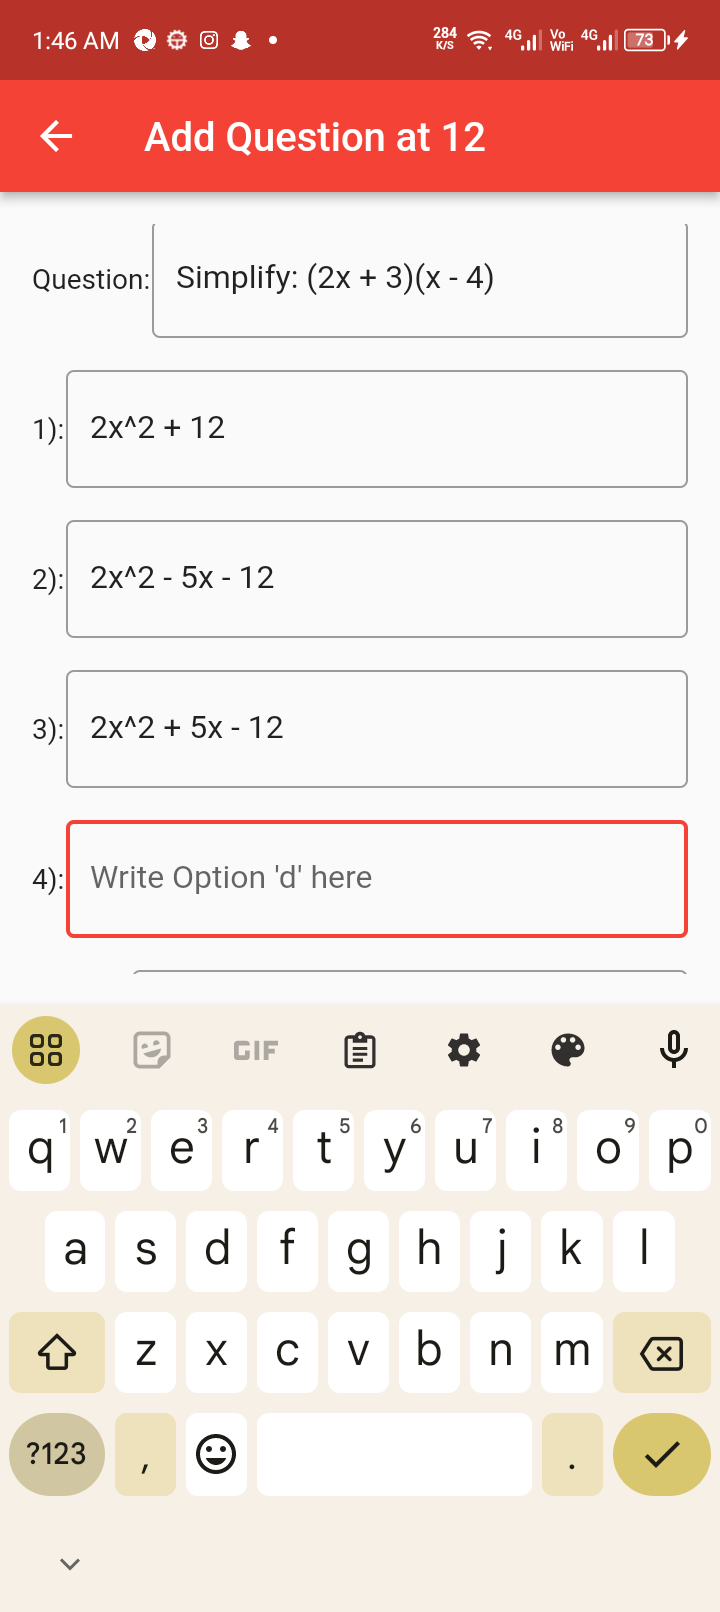 1:46 AM 284 K/S 4G Vo WiFi 4G 73
Add Question at 12
Question: Simplify: (2x + 3)(x - 4)
1): 2x^2 + 12
2): 2x^2 - 5x - 12
3): 2x^2 + 5x - 12
4): Write Option 'd' here
GIF
q1 w2 e3 r4 t5 y6 u7 i8 o9 p0
a s d f g h j k l
z x c v b n m
?123 , .